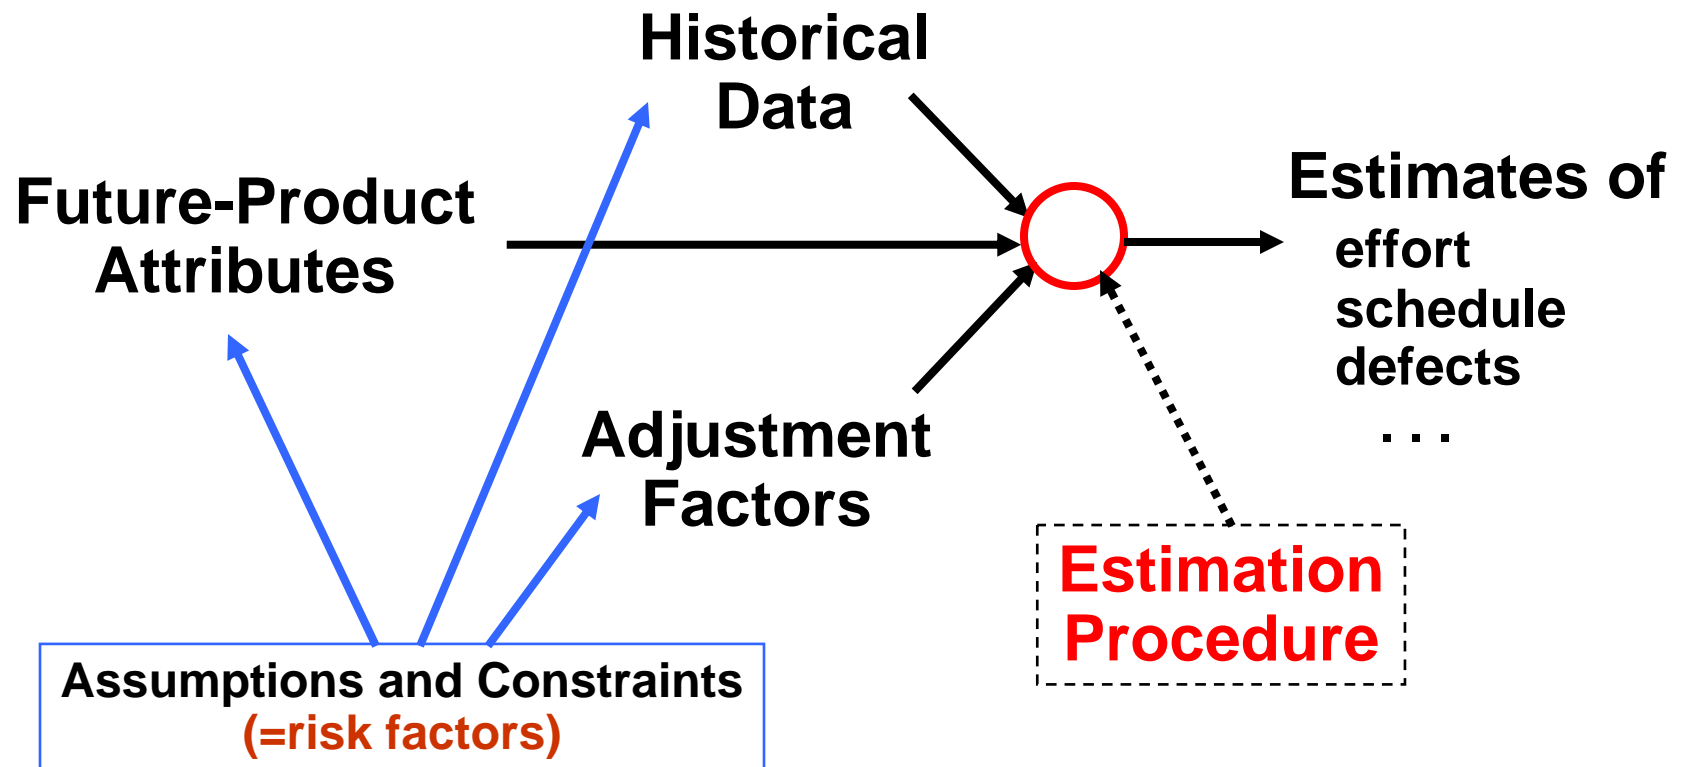 Historical
Data
Future-Product
Attributes
Estimates of
effort
schedule
defects
. . .
Adjustment
Factors
Estimation
Procedure
Assumptions and Constraints
(=risk factors)